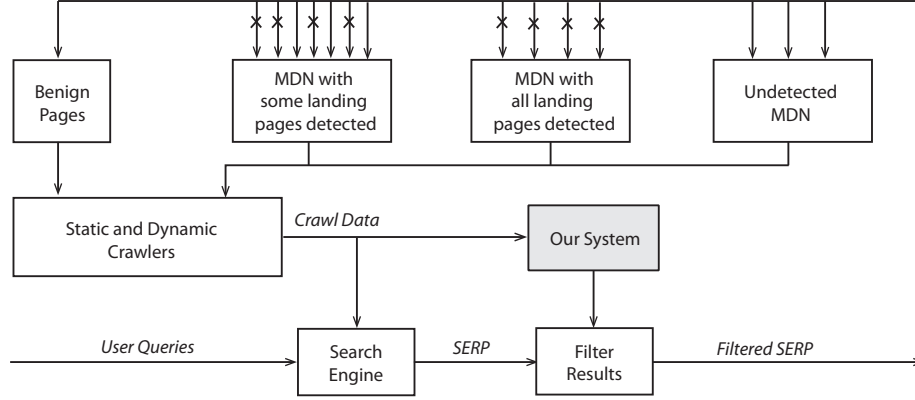 Benign
Pages
MDN with
some landing
pages detected
MDN with
all landing
pages detected
Undetected
MDN
Static and Dynamic
Crawlers
Crawl Data
Our System
User Queries
Search
Engine
SERP
Filter
Results
Filtered SERP